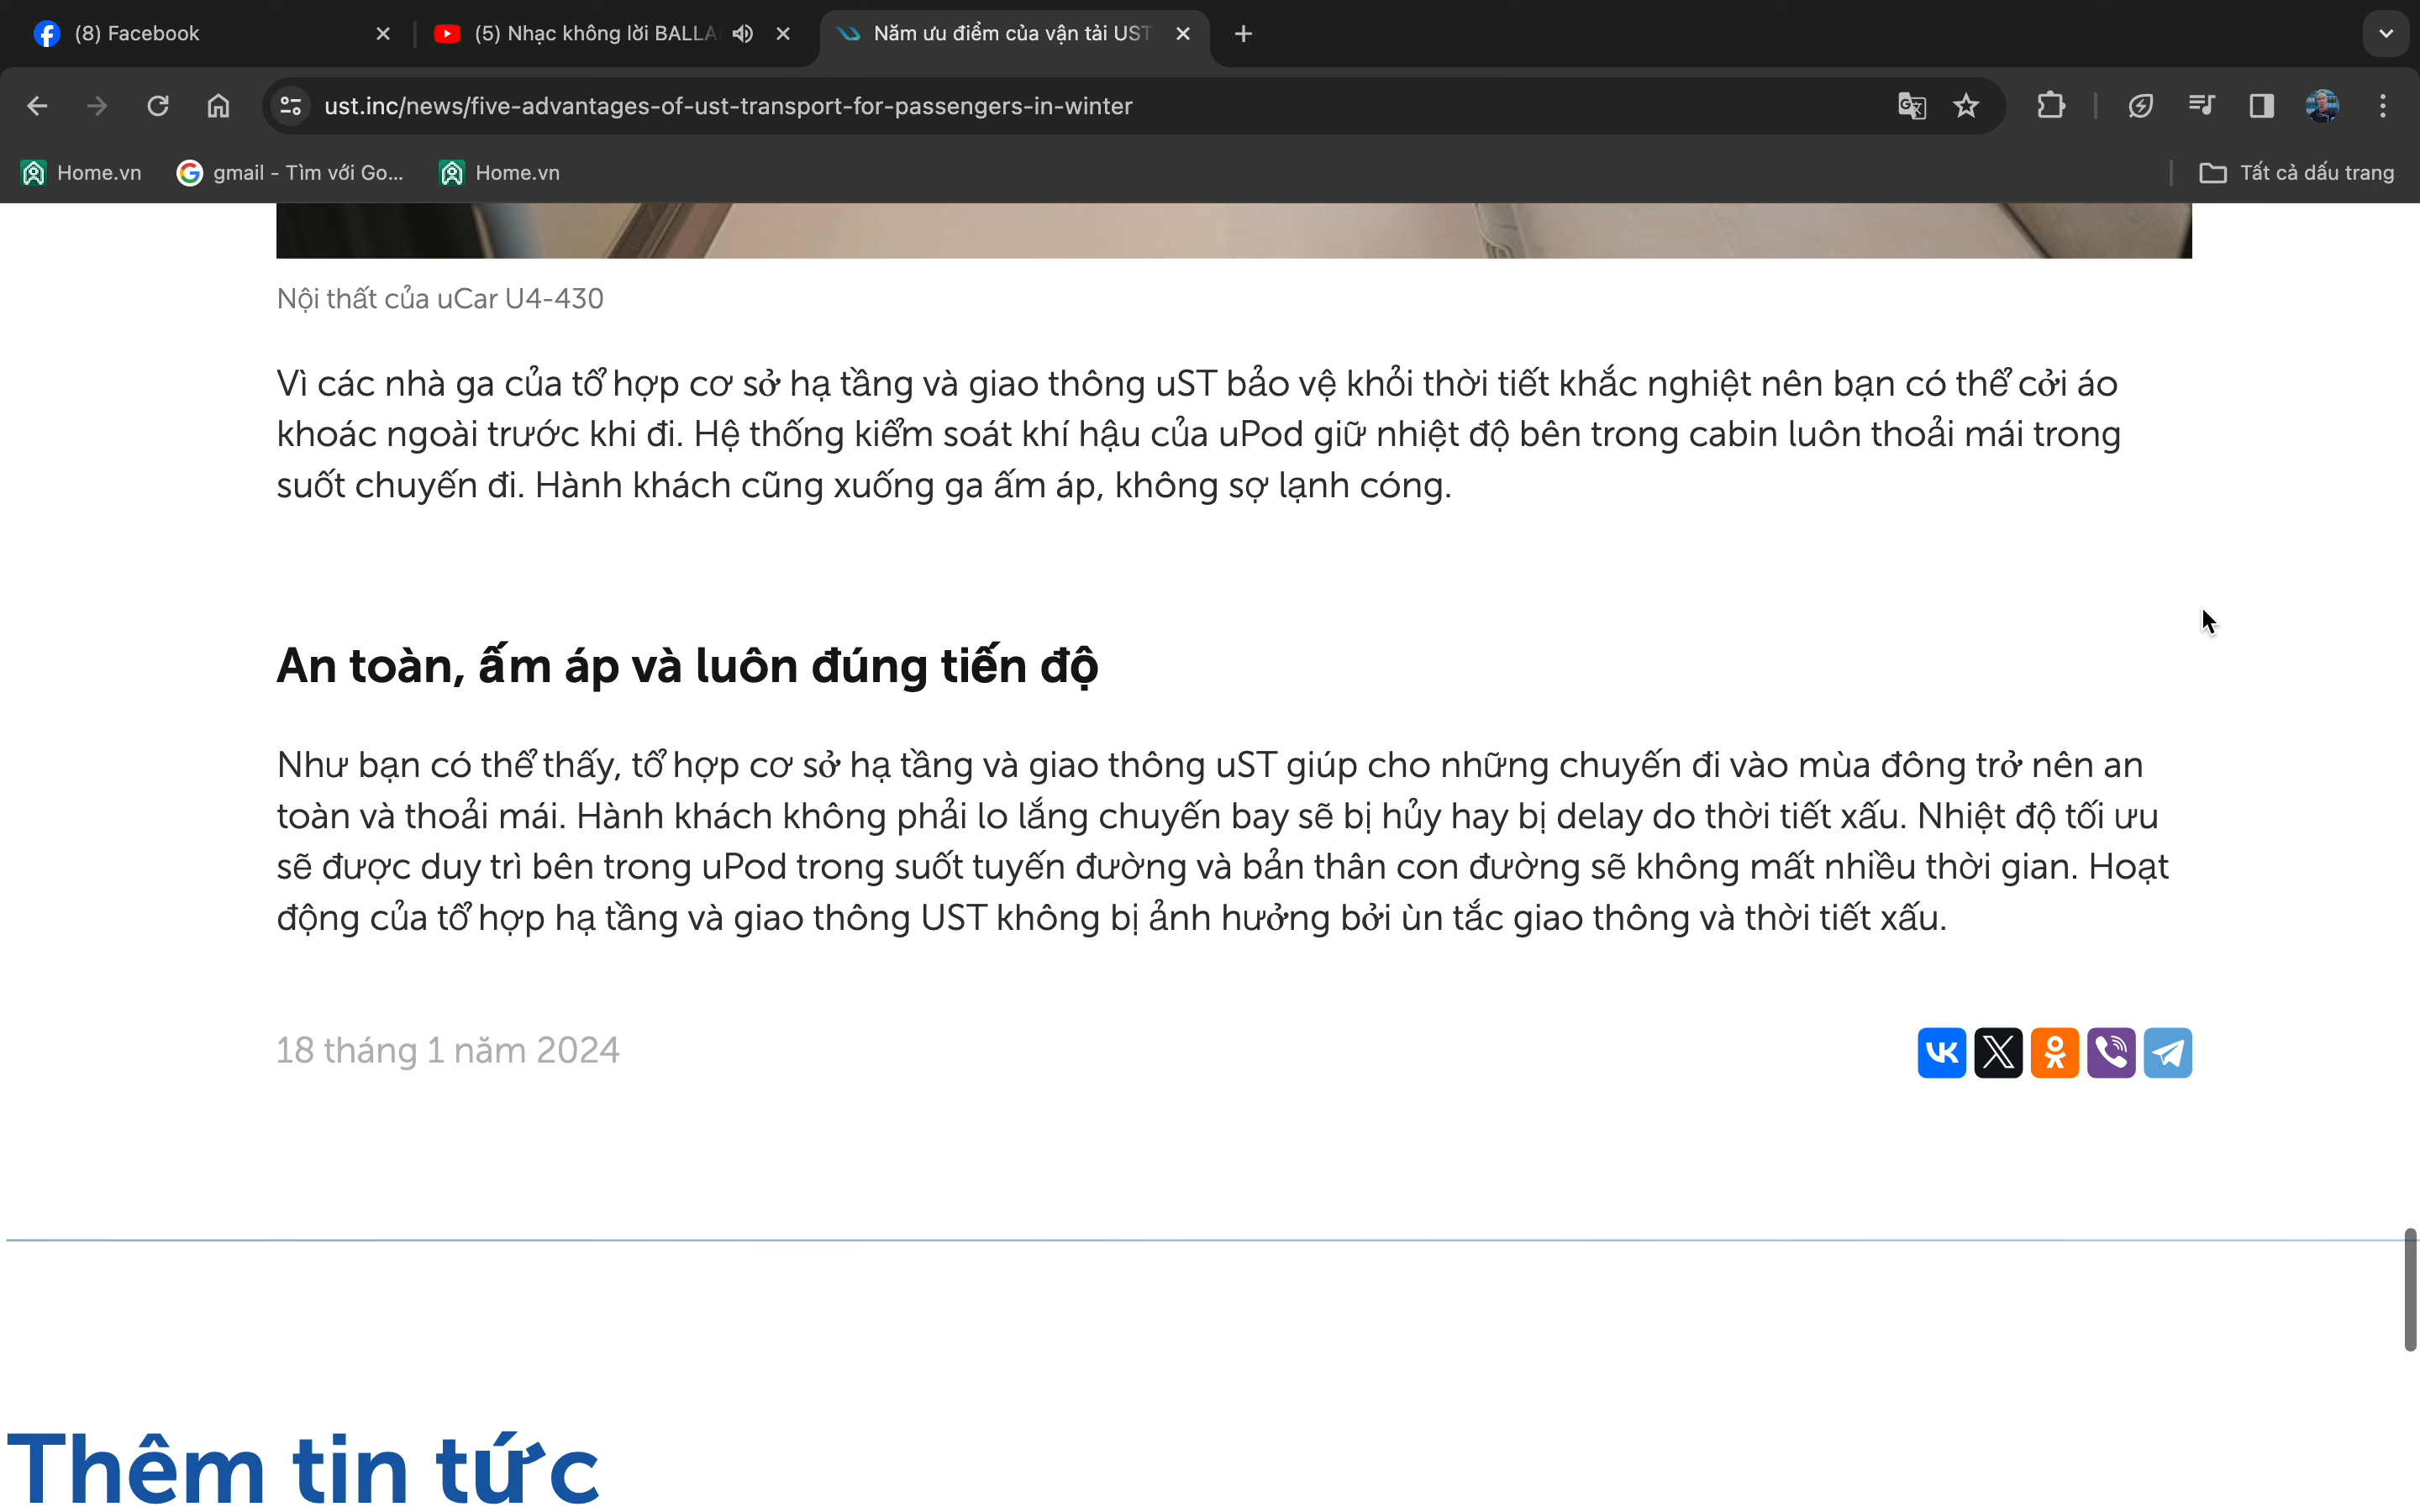 (8) Facebook
(5) Nhạc không lời BALLA
Năm ưu điểm của vận tải UST
ust.inc/news/five-advantages-of-ust-transport-for-passengers-in-winter
Home.vn
gmail - Tìm với Go...
Home.vn
Tất cả dấu trang
Nội thất của uCar U4-430
Vì các nhà ga của tổ hợp cơ sở hạ tầng và giao thông uST bảo vệ khỏi thời tiết khắc nghiệt nên bạn có thể cởi áo
khoác ngoài trước khi đi. Hệ thống kiểm soát khí hậu của uPod giữ nhiệt độ bên trong cabin luôn thoải mái trong
suốt chuyến đi. Hành khách cũng xuống ga ấm áp, không sợ lạnh cóng.
An toàn, ấm áp và luôn đúng tiến độ
Như bạn có thể thấy, tổ hợp cơ sở hạ tầng và giao thông uST giúp cho những chuyến đi vào mùa đông trở nên an
toàn và thoải mái. Hành khách không phải lo lắng chuyến bay sẽ bị hủy hay bị delay do thời tiết xấu. Nhiệt độ tối ưu
sẽ được duy trì bên trong uPod trong suốt tuyến đường và bản thân con đường sẽ không mất nhiều thời gian. Hoạt
động của tổ hợp hạ tầng và giao thông UST không bị ảnh hưởng bởi ùn tắc giao thông và thời tiết xấu.
18 tháng 1 năm 2024
Thêm tin tức